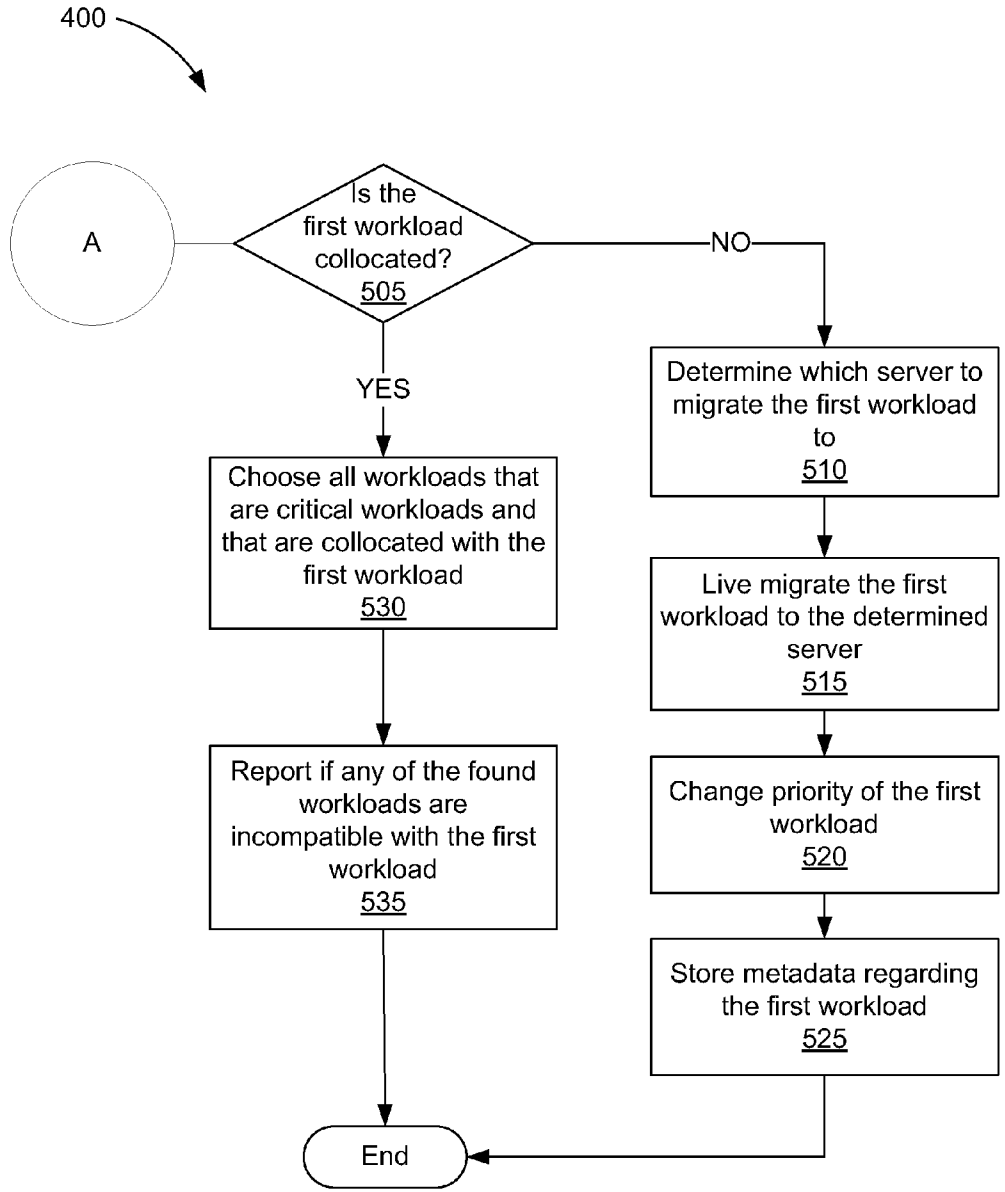 400
A
Is the
first workload
collocated?
505
NO
YES
Determine which server to
migrate the first workload
to
510
Choose all workloads that
are critical workloads and
that are collocated with the
first workload
530
Live migrate the first
workload to the determined
server
515
Report if any of the found
workloads are
incompatible with the first
workload
535
Change priority of the first
workload
520
Store metadata regarding
the first workload
525
End